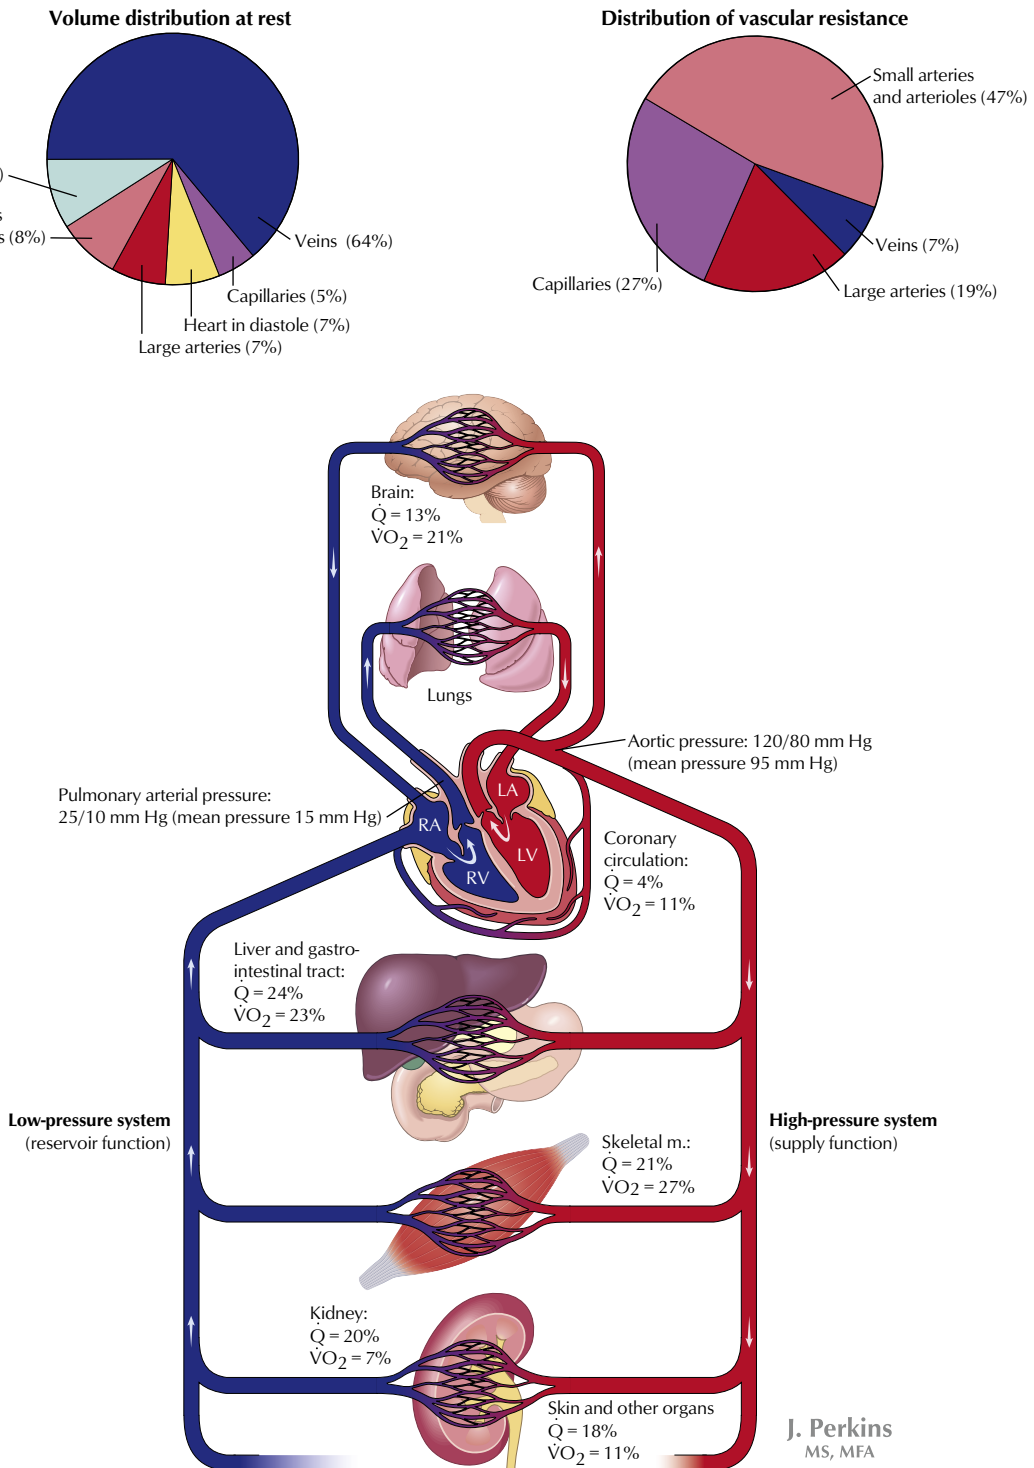 Volume distribution at rest
)
s
s (8%)
Veins (64%)
Capillaries (5%)
Heart in diastole (7%)
Large arteries (7%)
Distribution of vascular resistance
Small arteries
and arterioles (47%)
Veins (7%)
Large arteries (19%)
Capillaries (27%)
Brain:
Q̇ = 13%
V̇O₂ = 21%
Lungs
Aortic pressure: 120/80 mm Hg
(mean pressure 95 mm Hg)
Pulmonary arterial pressure:
25/10 mm Hg (mean pressure 15 mm Hg)
LA
RA
LV
RV
Coronary
circulation:
Q̇ = 4%
V̇O₂ = 11%
Liver and gastro-
intestinal tract:
Q̇ = 24%
V̇O₂ = 23%
Low-pressure system
(reservoir function)
High-pressure system
(supply function)
Skeletal m.:
Q̇ = 21%
V̇O₂ = 27%
Kidney:
Q̇ = 20%
V̇O₂ = 7%
Skin and other organs
Q̇ = 18%
V̇O₂ = 11%
J. Perkins
MS, MFA